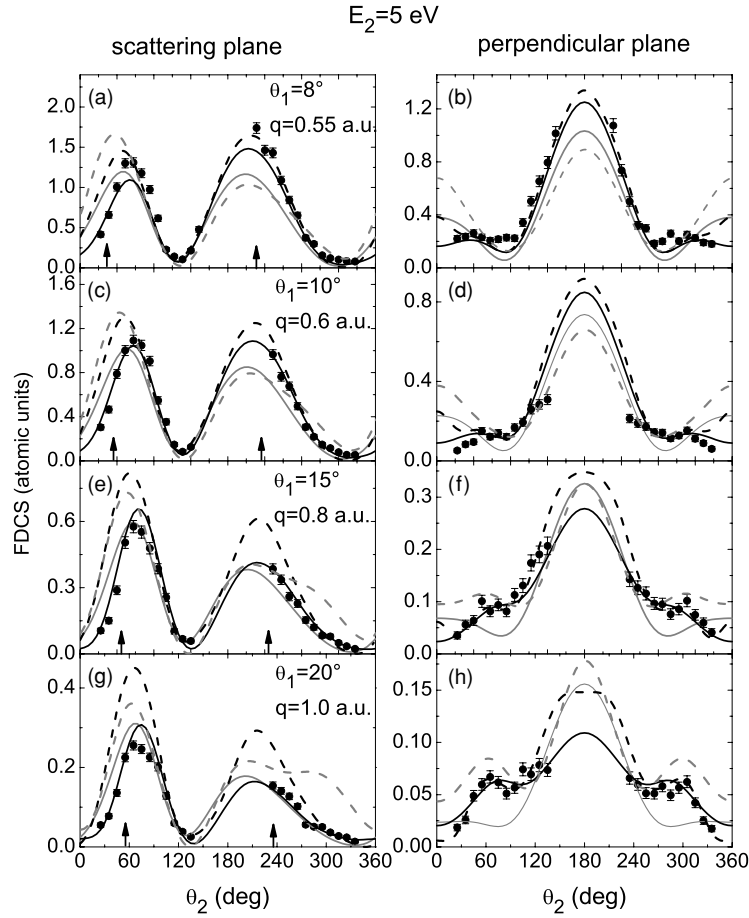 E2=5 eV
scattering plane
perpendicular plane
FDCS (atomic units)
(a)
θ1=8°
q=0.55 a.u.
2.0
1.5
1.0
0.5
0.0
(b)
1.2
0.8
0.4
0.0
(c)
θ1=10°
q=0.6 a.u.
1.6
1.2
0.8
0.4
0.0
(d)
0.8
0.4
0.0
(e)
θ1=15°
q=0.8 a.u.
0.8
0.4
0.0
(f)
0.3
0.2
0.1
0.0
(g)
θ1=20°
q=1.0 a.u.
0.4
0.2
0.0
0 120 240 360
θ2 (deg)
(h)
0.15
0.10
0.05
0.00
0 60 120 180 240 300 360
θ2 (deg)